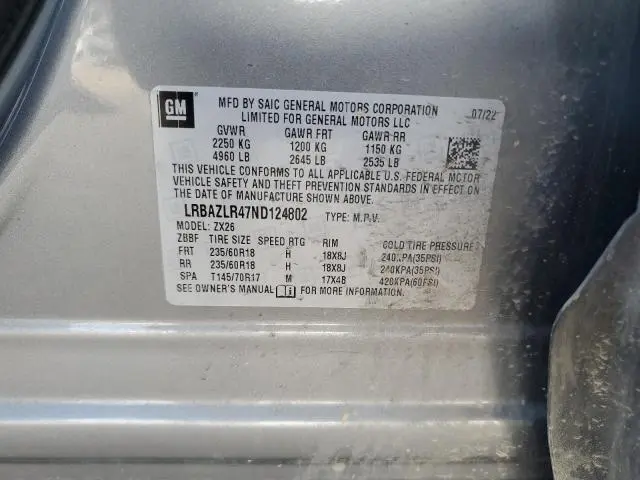 GM
MFD BY SAIC GENERAL MOTORS CORPORATION 07/22
LIMITED FOR GENERAL MOTORS LLC
GVWR GAWR FRT GAWR RR
2250 KG 1200 KG 1150 KG
4960 LB 2645 LB 2535 LB
THIS VEHICLE CONFORMS TO ALL APPLICABLE U.S. FEDERAL MOTOR
VEHICLE SAFETY AND THEFT PREVENTION STANDARDS IN EFFECT ON
THE DATE OF MANUFACTURE SHOWN ABOVE.
LRBAZLR47ND124802 TYPE: M.P.V.
MODEL: ZX26
ZBBF TIRE SIZE SPEED RTG RIM COLD TIRE PRESSURE
FRT 235/60R18 H 18X8J 240KPA(35PSI)
RR 235/60R18 H 18X8J 240KPA(35PSI)
SPA T145/70R17 M 17X4B 420KPA(60PSI)
SEE OWNER'S MANUAL FOR MORE INFORMATION.